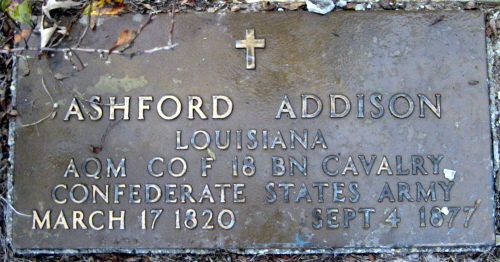 ASHFORD ADDISON
LOUISIANA
AQM CO F 18 BN CAVALRY
CONFEDERATE STATES ARMY
MARCH 17 1820 SEPT 4 1877